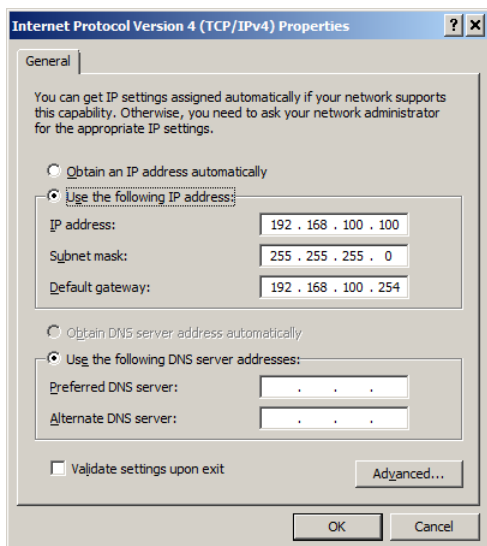 Internet Protocol Version 4 (TCP/IPv4) Properties ? X
General
You can get IP settings assigned automatically if your network supports
this capability. Otherwise, you need to ask your network administrator
for the appropriate IP settings.
Obtain an IP address automatically
Use the following IP address:
IP address: 192 . 168 . 100 . 100
Subnet mask: 255 . 255 . 255 . 0
Default gateway: 192 . 168 . 100 . 254
Obtain DNS server address automatically
Use the following DNS server addresses:
Preferred DNS server: . . .
Alternate DNS server: . . .
Validate settings upon exit
Advanced...
OK Cancel